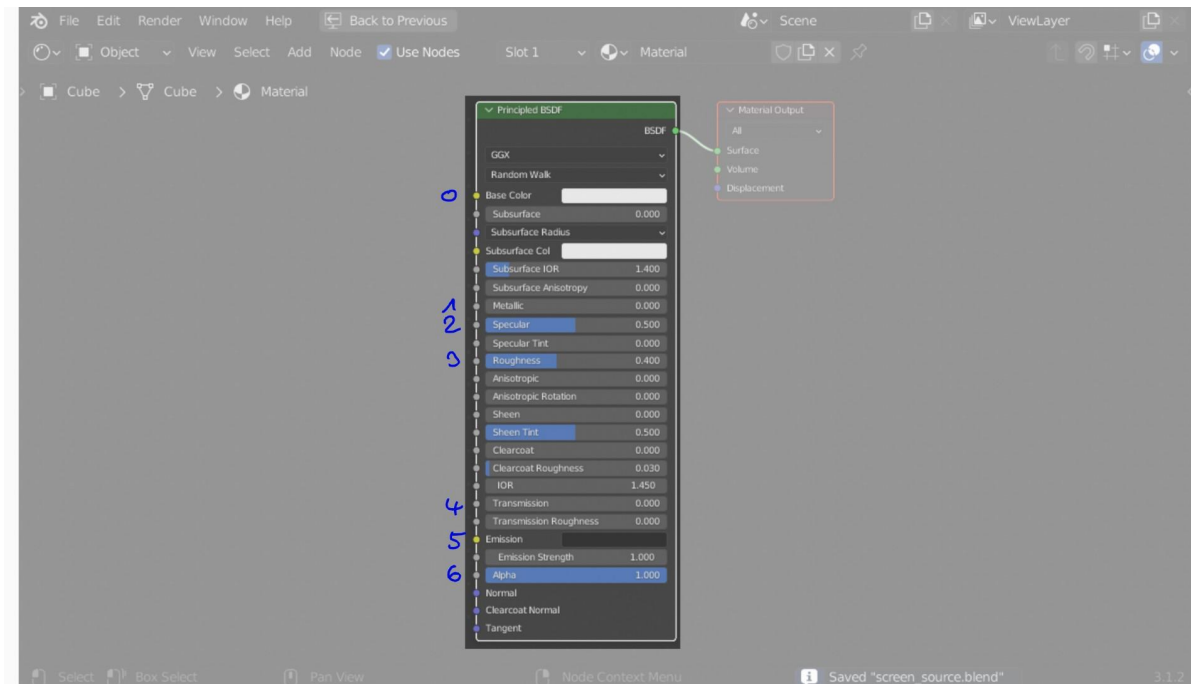 File Edit Render Window Help Back to Previous Scene ViewLayer
Object View Select Add Node Use Nodes Slot 1 Material
Cube > Cube > Material
Principled BSDF
BSDF
GGX
Random Walk
0 Base Color
Subsurface 0.000
Subsurface Radius
Subsurface Col
Subsurface IOR 1.400
Subsurface Anisotropy 0.000
1 Metallic 0.000
2 Specular 0.500
Specular Tint 0.000
3 Roughness 0.400
Anisotropic 0.000
Anisotropic Rotation 0.000
Sheen 0.000
Sheen Tint 0.500
Clearcoat 0.000
Clearcoat Roughness 0.030
IOR 1.450
4 Transmission 0.000
Transmission Roughness 0.000
5 Emission
Emission Strength 1.000
6 Alpha 1.000
Normal
Clearcoat Normal
Tangent
Material Output
All
Surface
Volume
Displacement
Select Box Select Pan View Node Context Menu Saved "screen_source.blend" 3.1.2